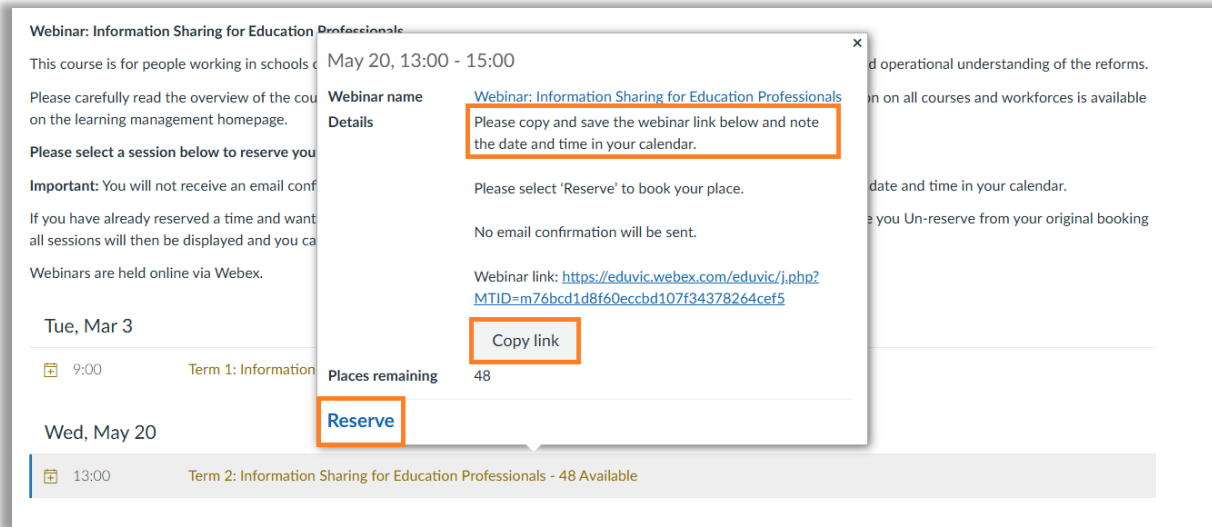 Webinar: Information Sharing for Education Professionals
This course is for people working in schools
d operational understanding of the reforms.
Please carefully read the overview of the cou
on on all courses and workforces is available
on the learning management homepage.
Please select a session below to reserve you
Important: You will not receive an email conf
date and time in your calendar.
If you have already reserved a time and want
e you Un-reserve from your original booking
all sessions will then be displayed and you ca
Webinars are held online via Webex.
Tue, Mar 3
9:00 Term 1: Information
Wed, May 20
13:00 Term 2: Information Sharing for Education Professionals - 48 Available
×
May 20, 13:00 - 15:00
Webinar name Webinar: Information Sharing for Education Professionals
Details Please copy and save the webinar link below and note
the date and time in your calendar.
Please select ‘Reserve’ to book your place.
No email confirmation will be sent.
Webinar link: https://eduvic.webex.com/eduvic/j.php?
MTID=m76bcd1d8f60eccbd107f34378264cef5
Copy link
Places remaining 48
Reserve